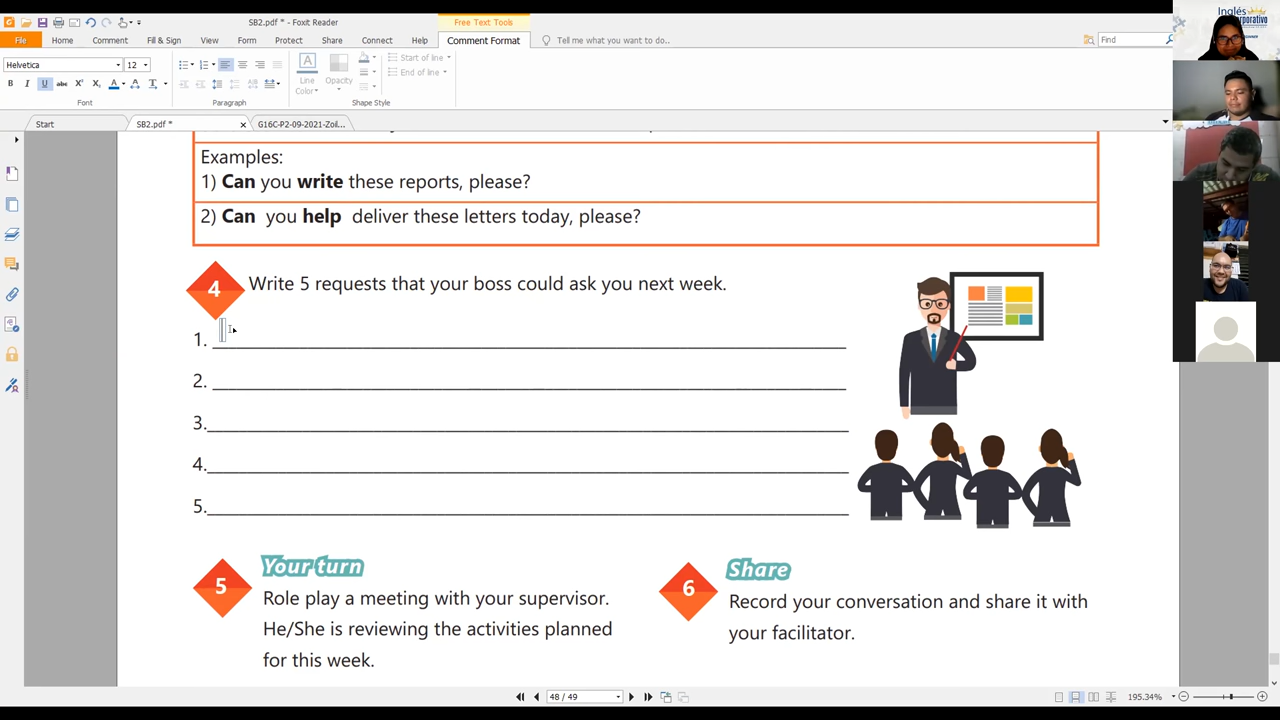 SB2.pdf * - Foxit Reader
Free Text Tools
File
Home
Comment
Fill & Sign
View
Form
Protect
Share
Connect
Help
Comment Format
Tell me what you want to do..
Find
Helvetica
12
Start of line
End of line
Line
Color
Opacity
Font
Paragraph
Shape Style
Start
SB2.pdf *
G16C-P2-09-2021-Zoil...
Examples:
1) Can you write these reports, please?
2) Can you help deliver these letters today, please?
4
Write 5 requests that your boss could ask you next week.
1.
2.
3.
4.
5.
5
Your turn
Role play a meeting with your supervisor.
He/She is reviewing the activities planned
for this week.
6
Share
Record your conversation and share it with
your facilitator.
48 / 49
195.34%
Inglés